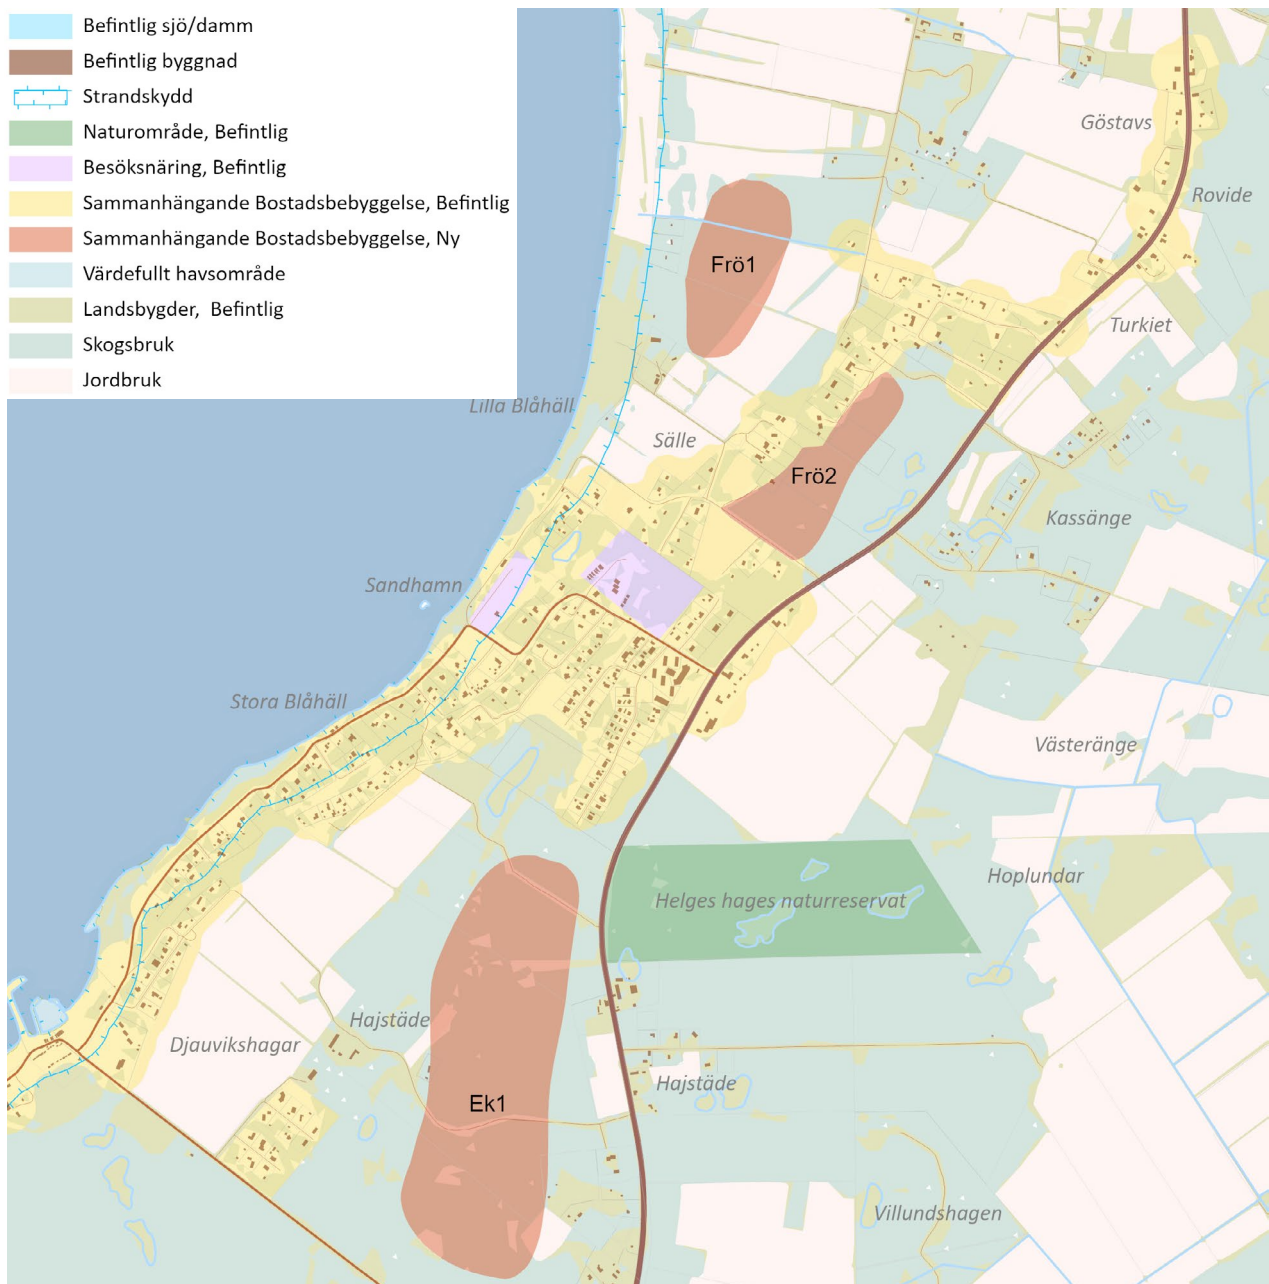 Befintlig sjö/damm
Befintlig byggnad
Strandskydd
Naturområde, Befintlig
Besöksnäring, Befintlig
Sammanhängande Bostadsbebyggelse, Befintlig
Sammanhängande Bostadsbebyggelse, Ny
Värdefullt havsområde
Landsbygder, Befintlig
Skogsbruk
Jordbruk
Göstavs
Rovide
Frö1
Turkiet
Lilla Blåhäll
Sälle
Frö2
Kassänge
Sandhamn
Stora Blåhäll
Västeränge
Hoplundar
Helges hages naturreservat
Hajstäde
Djauvikshagar
Hajstäde
Ek1
Villundshagen